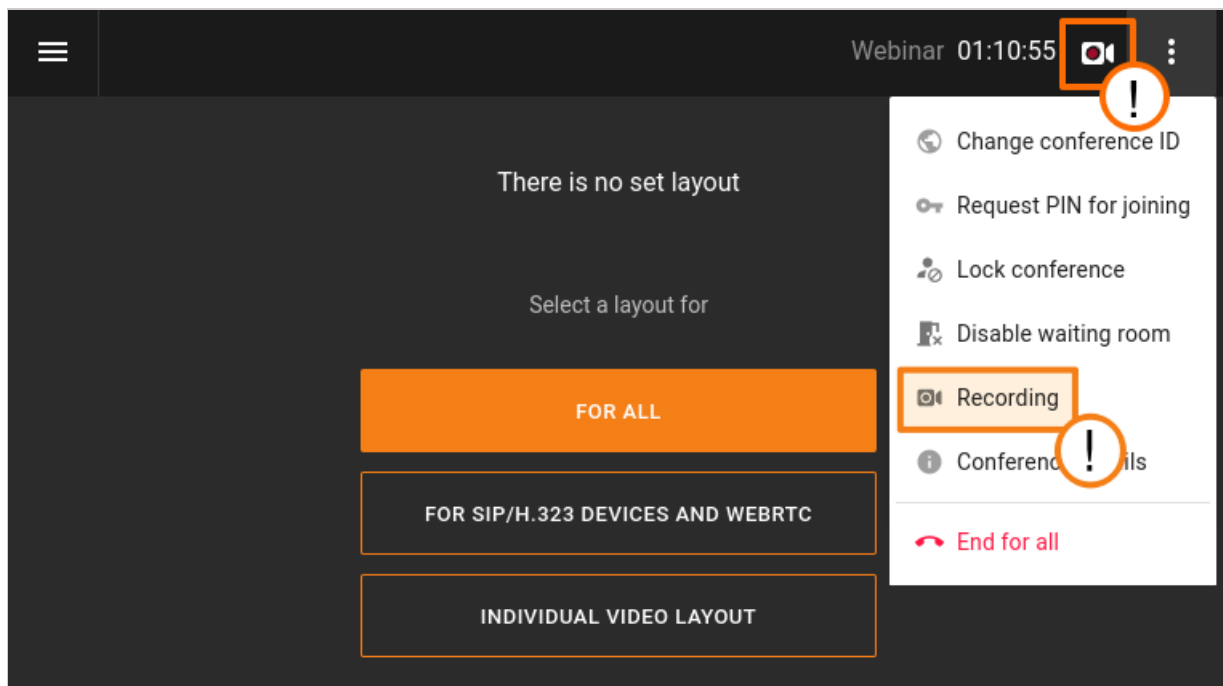 Webinar 01:10:55
!
Change conference ID
There is no set layout
Request PIN for joining
Lock conference
Select a layout for
Disable waiting room
Recording
FOR ALL
!
FOR SIP/H.323 DEVICES AND WEBRTC
End for all
INDIVIDUAL VIDEO LAYOUT